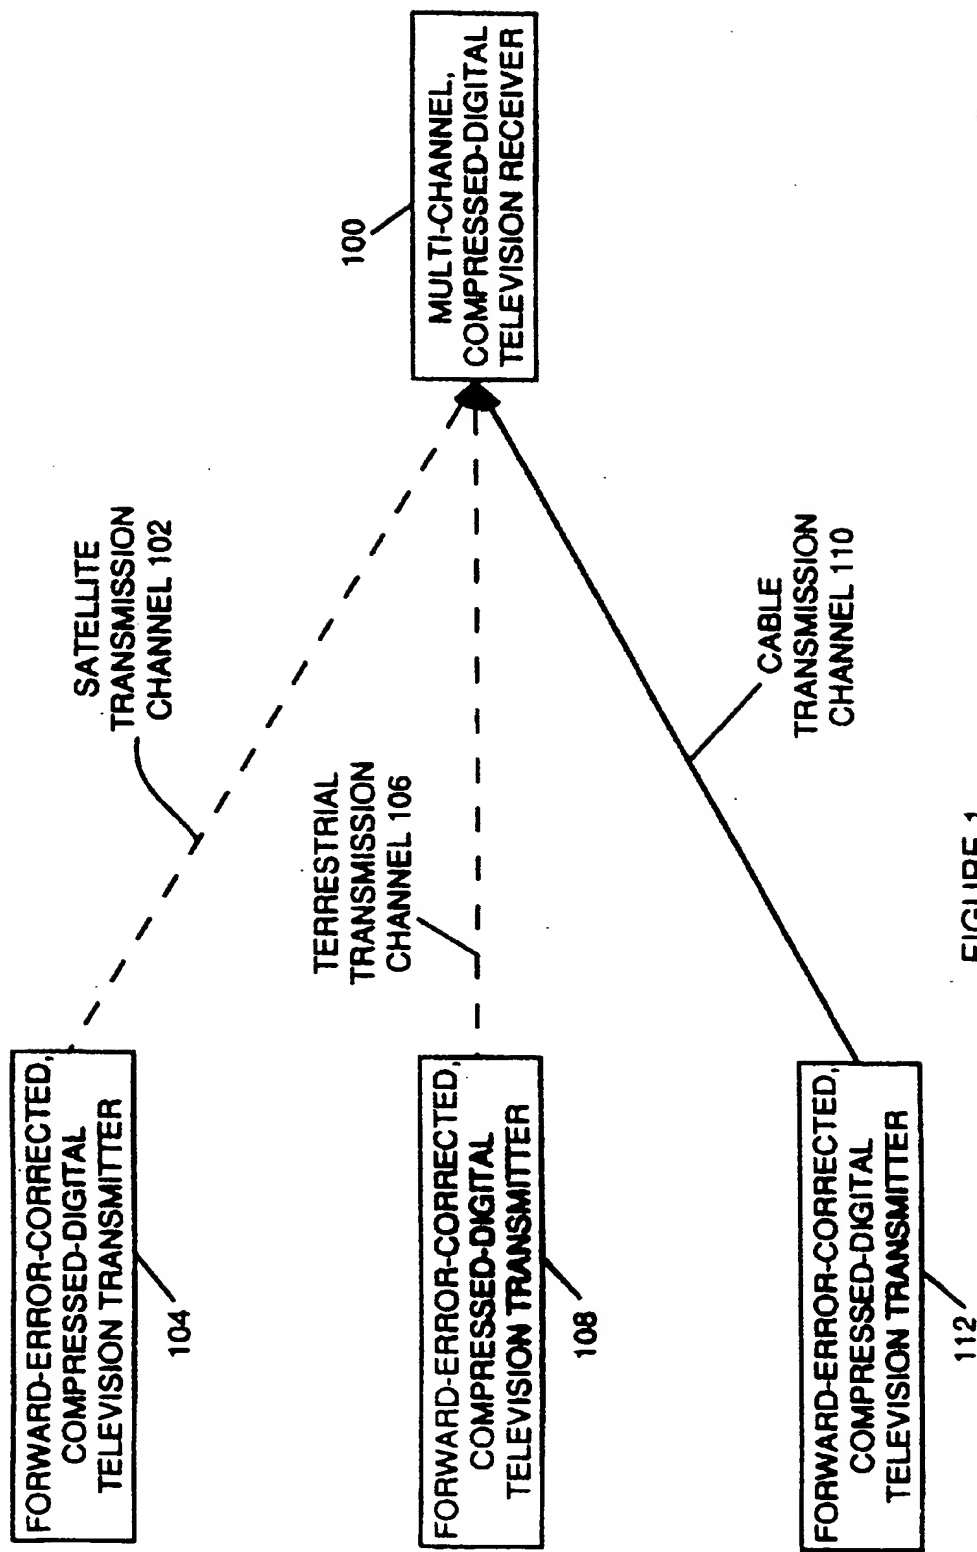 FORWARD-ERROR-CORRECTED,
COMPRESSED-DIGITAL
TELEVISION TRANSMITTER
104
SATELLITE
TRANSMISSION
CHANNEL 102
FORWARD-ERROR-CORRECTED,
COMPRESSED-DIGITAL
TELEVISION TRANSMITTER
108
TERRESTRIAL
TRANSMISSION
CHANNEL 106
100
MULTI-CHANNEL,
COMPRESSED-DIGITAL
TELEVISION RECEIVER
FORWARD-ERROR-CORRECTED,
COMPRESSED-DIGITAL
TELEVISION TRANSMITTER
112
CABLE
TRANSMISSION
CHANNEL 110
FIGURE 1